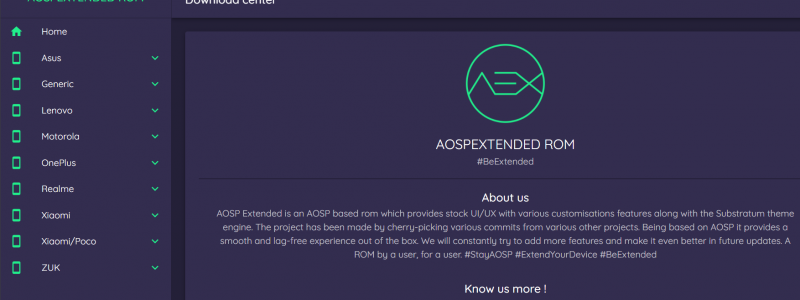 AOSPEXTENDED ROM
Download center
Home
Asus
Generic
Lenovo
Motorola
OnePlus
Realme
Xiaomi
Xiaomi/Poco
ZUK
AEX
AOSPEXTENDED ROM
#BeExtended
About us
AOSP Extended is an AOSP based rom which provides stock UI/UX with various customisations features along with the Substratum theme
engine. The project has been made by cherry-picking various commits from various other projects. Being based on AOSP it provides a
smooth and lag-free experience out of the box. We will constantly try to add more features and make it even better in future updates. A
ROM by a user, for a user. #StayAOSP #ExtendYourDevice #BeExtended
Know us more !